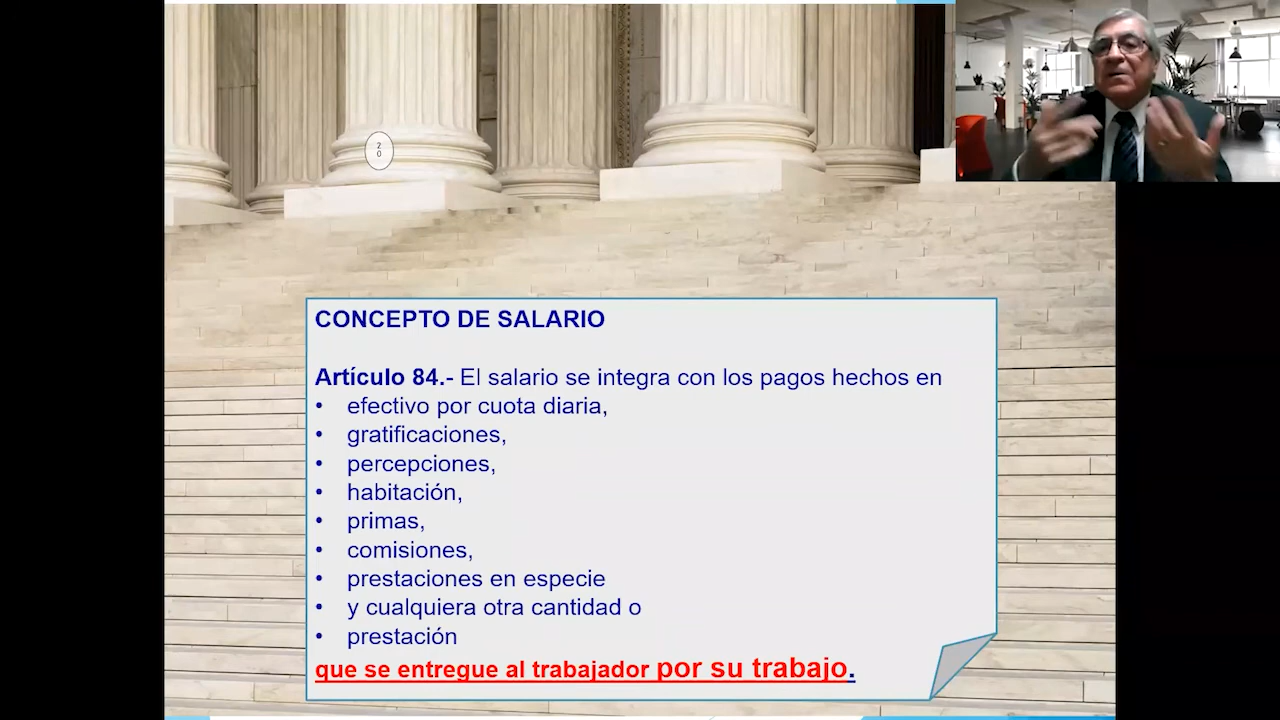 2
0
CONCEPTO DE SALARIO
Artículo 84.- El salario se integra con los pagos hechos en
• efectivo por cuota diaria,
• gratificaciones,
• percepciones,
• habitación,
• primas,
• comisiones,
• prestaciones en especie
• y cualquiera otra cantidad o
• prestación
que se entregue al trabajador por su trabajo.